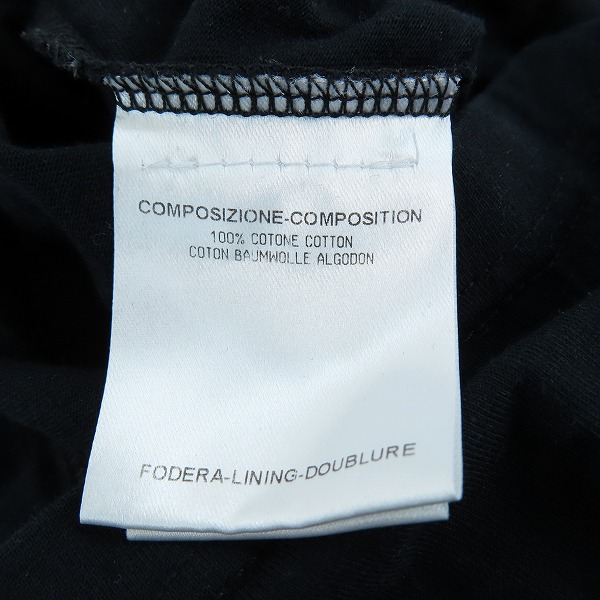 COMPOSIZIONE-COMPOSITION
100% COTONE COTTON
COTON BAUMWOLLE ALGODON
FODERA-LINING-DOUBLURE